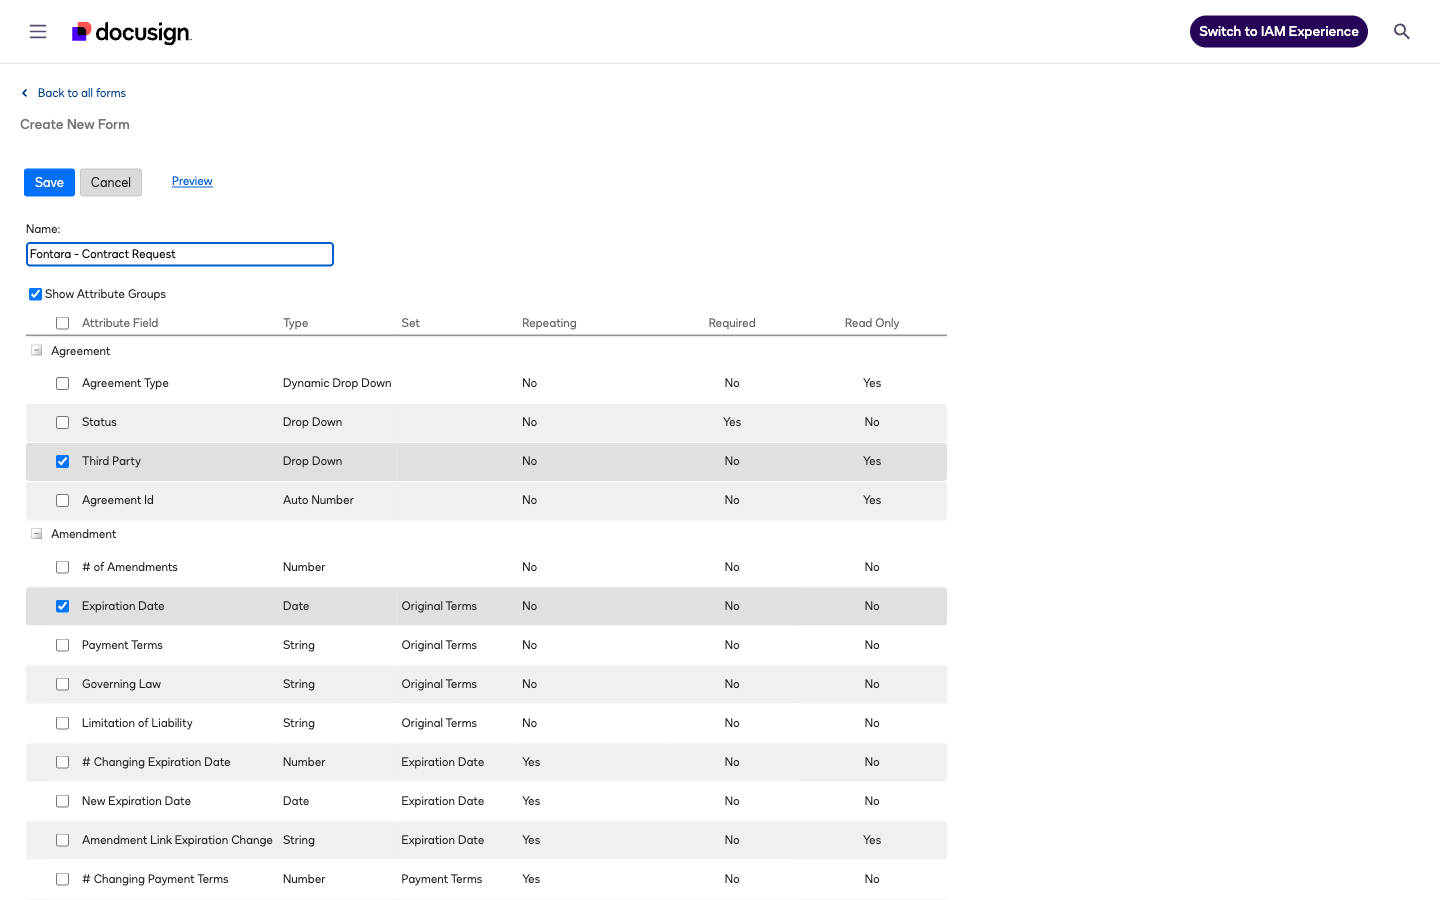 docusign
Switch to IAM Experience
Back to all forms
Create New Form
Save Cancel Preview
Name:
Fontara - Contract Request
Show Attribute Groups
Attribute Field Type Set Repeating Required Read Only
Agreement
Agreement Type Dynamic Drop Down No No Yes
Status Drop Down No Yes No
Third Party Drop Down No No Yes
Agreement Id Auto Number No No Yes
Amendment
# of Amendments Number No No No
Expiration Date Date Original Terms No No No
Payment Terms String Original Terms No No No
Governing Law String Original Terms No No No
Limitation of Liability String Original Terms No No No
# Changing Expiration Date Number Expiration Date Yes No No
New Expiration Date Date Expiration Date Yes No No
Amendment Link Expiration Change String Expiration Date Yes No Yes
# Changing Payment Terms Number Payment Terms Yes No No